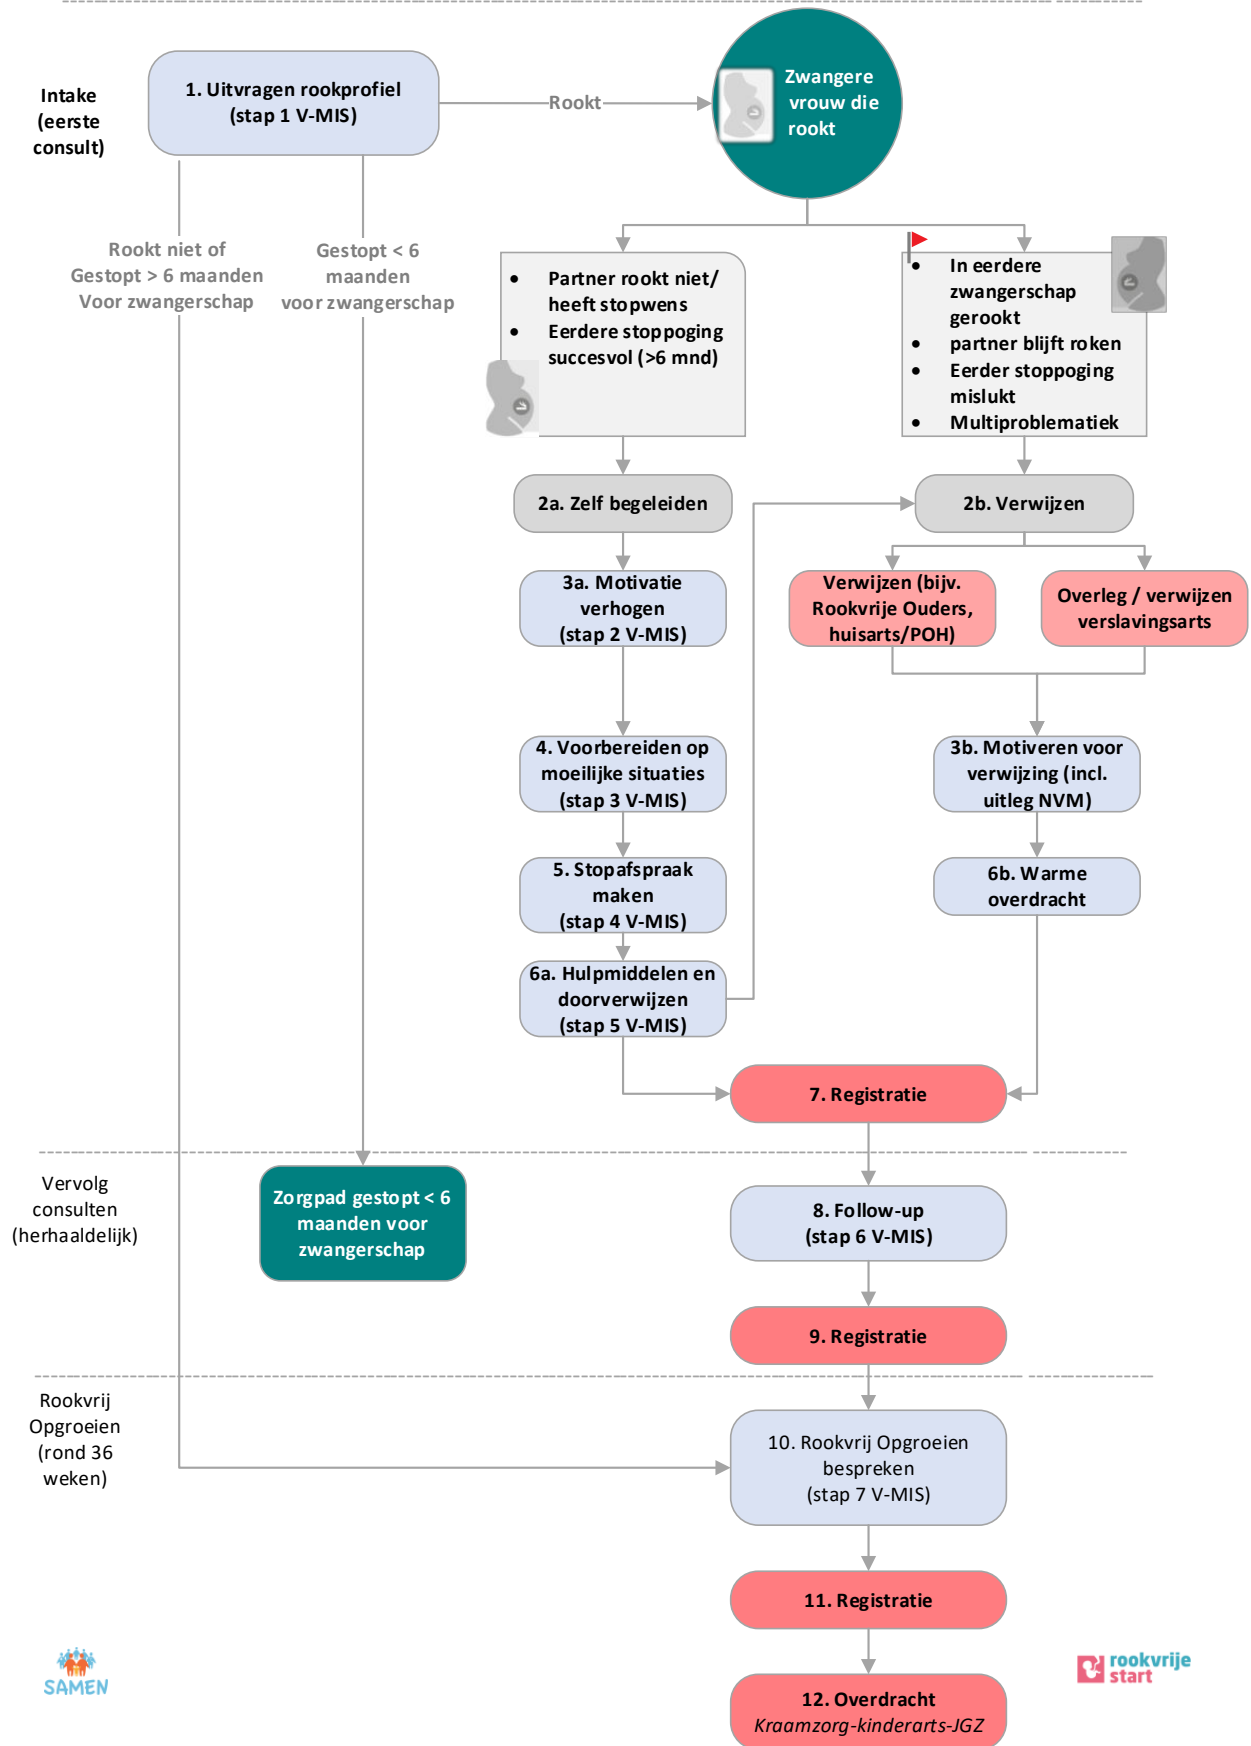 Intake
(eerste
consult)
1. Uitvragen rookprofiel
(stap 1 V-MIS)
Rookt
Zwangere
vrouw die
rookt
Rookt niet of
Gestopt > 6 maanden
Voor zwangerschap
Gestopt < 6
maanden
voor zwangerschap
• Partner rookt niet/
heeft stopwens
• Eerdere stoppoging
succesvol (>6 mnd)
• In eerdere
zwangerschap
gerookt
• partner blijft roken
• Eerder stoppoging
mislukt
• Multiproblematiek
2a. Zelf begeleiden
2b. Verwijzen
3a. Motivatie
verhogen
(stap 2 V-MIS)
Verwijzen (bijv.
Rookvrije Ouders,
huisarts/POH)
Overleg / verwijzen
verslavingsarts
4. Voorbereiden op
moeilijke situaties
(stap 3 V-MIS)
3b. Motiveren voor
verwijzing (incl.
uitleg NVM)
5. Stopafspraak
maken
(stap 4 V-MIS)
6b. Warme
overdracht
6a. Hulpmiddelen en
doorverwijzen
(stap 5 V-MIS)
7. Registratie
Vervolg
consulten
(herhaaldelijk)
Zorgpad gestopt < 6
maanden voor
zwangerschap
8. Follow-up
(stap 6 V-MIS)
9. Registratie
Rookvrij
Opgroeien
(rond 36
weken)
10. Rookvrij Opgroeien
bespreken
(stap 7 V-MIS)
11. Registratie
12. Overdracht
Kraamzorg-kinderarts-JGZ
SAMEN
rookvrije
start